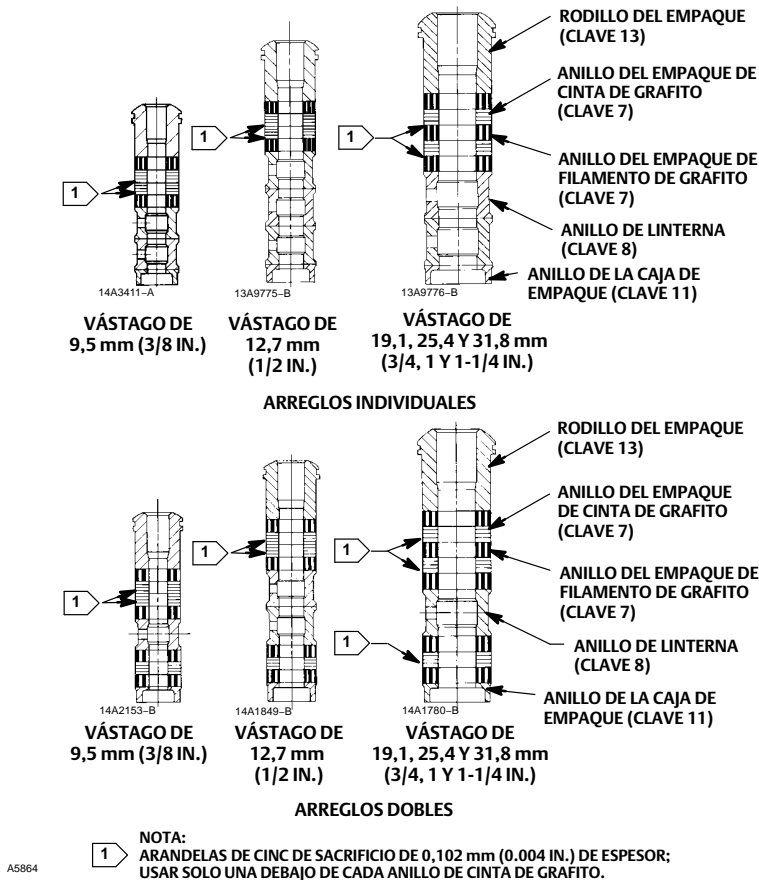 RODILLO DEL EMPAQUE
(CLAVE 13)
ANILLO DEL EMPAQUE DE
CINTA DE GRAFITO
(CLAVE 7)
1
1
1
ANILLO DEL EMPAQUE DE
FILAMENTO DE GRAFITO
(CLAVE 7)
ANILLO DE LINTERNA
(CLAVE 8)
ANILLO DE LA CAJA DE
EMPAQUE (CLAVE 11)
14A3411–A
13A9775–B
13A9776–B
VÁSTAGO DE
9,5 mm (3/8 IN.)
VÁSTAGO DE
12,7 mm
(1/2 IN.)
VÁSTAGO DE
19,1, 25,4 Y 31,8 mm
(3/4, 1 Y 1-1/4 IN.)
ARREGLOS INDIVIDUALES
RODILLO DEL EMPAQUE
(CLAVE 13)
ANILLO DEL EMPAQUE
DE CINTA DE GRAFITO
(CLAVE 7)
1
1
1
ANILLO DEL EMPAQUE DE
FILAMENTO DE GRAFITO
(CLAVE 7)
1
ANILLO DE LINTERNA
(CLAVE 8)
ANILLO DE LA CAJA DE
EMPAQUE (CLAVE 11)
14A2153–B
14A1849–B
14A1780–B
VÁSTAGO DE
9,5 mm (3/8 IN.)
VÁSTAGO DE
12,7 mm
(1/2 IN.)
VÁSTAGO DE
19,1, 25,4 Y 31,8 mm
(3/4, 1 Y 1-1/4 IN.)
ARREGLOS DOBLES
NOTA:
1 ARANDELAS DE CINC DE SACRIFICIO DE 0,102 mm (0.004 IN.) DE ESPESOR;
USAR SOLO UNA DEBAJO DE CADA ANILLO DE CINTA DE GRAFITO.
A5864